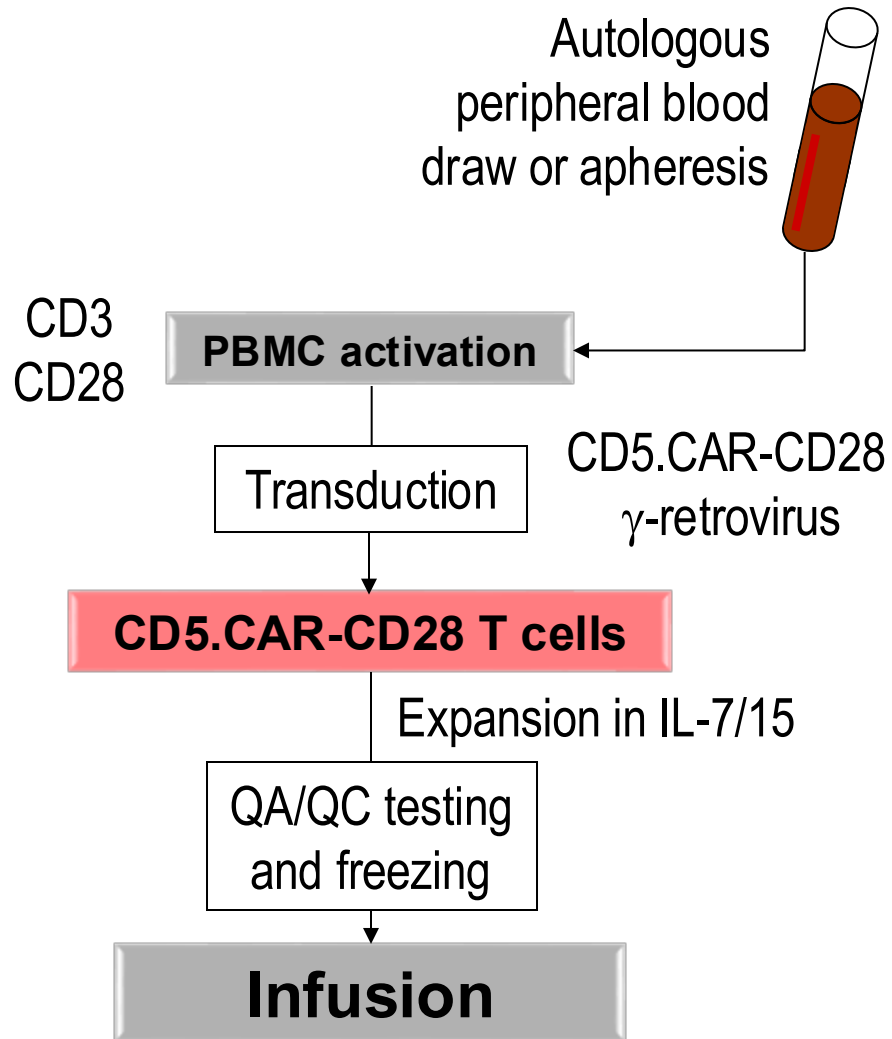 Autologous
peripheral blood
draw or apheresis
CD3
CD28
PBMC activation
Transduction
CD5.CAR-CD28
γ-retrovirus
CD5.CAR-CD28 T cells
Expansion in IL-7/15
QA/QC testing
and freezing
Infusion